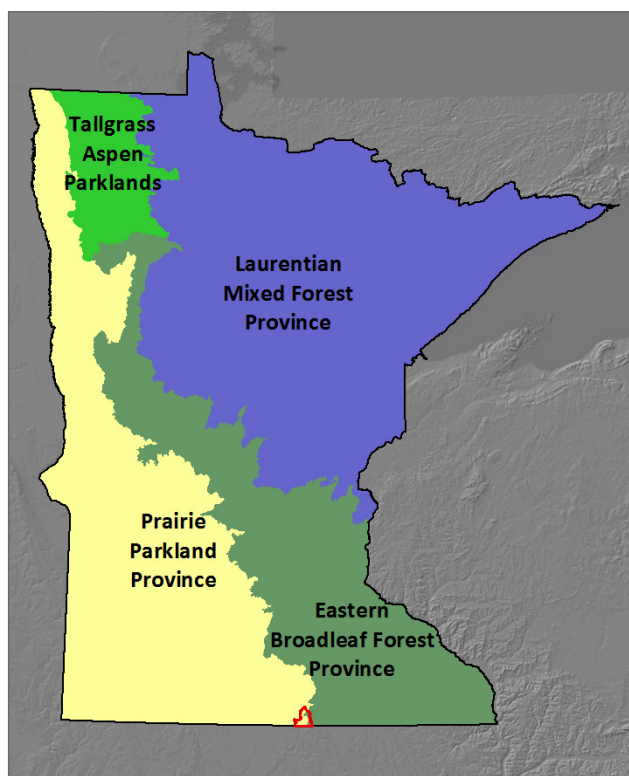 Tallgrass
Aspen
Parklands
Laurentian
Mixed Forest
Province
Prairie
Parkland
Province
Eastern
Broadleaf Forest
Province